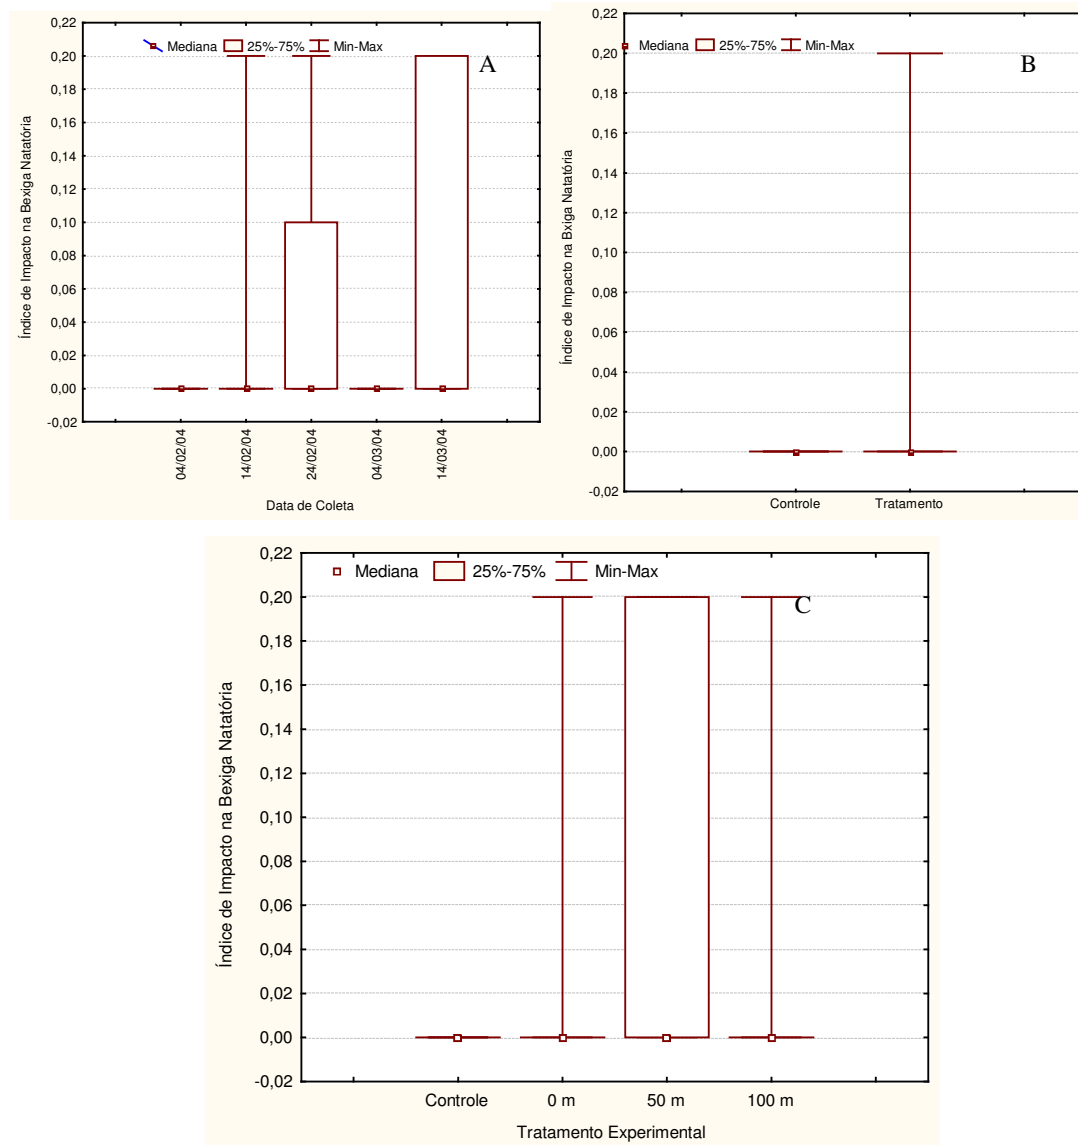 0,22
0,20
0,18
0,16
0,14
0,12
0,10
0,08
0,06
0,04
0,02
0,00
-0,02
Índice de Impacto na Bexiga Natatória
Mediana 25%-75% Min-Max
A
04/02/04 14/02/04 24/02/04 04/03/04 14/03/04
Data de Coleta
0,22
0,20
0,18
0,16
0,14
0,12
0,10
0,08
0,06
0,04
0,02
0,00
-0,02
Índice de Impacto na Bxiga Natatória
Mediana 25%-75% Min-Max
B
Controle Tratamento
0,22
0,20
0,18
0,16
0,14
0,12
0,10
0,08
0,06
0,04
0,02
0,00
-0,02
Índice de Impacto na Bexiga Natatória
Mediana 25%-75% Min-Max
C
Controle 0 m 50 m 100 m
Tratamento Experimental